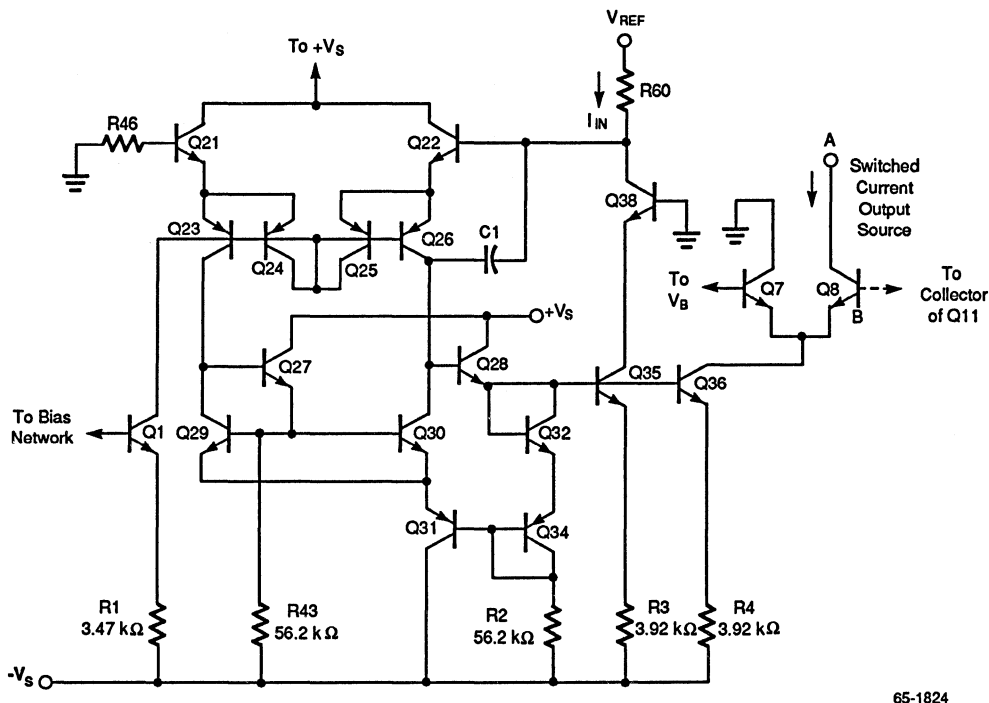 VREF
To +VS
R60
R46
Q21
Q22
IIN
A
Switched
Current
Output
Source
Q38
Q23
Q24
Q25
Q26
C1
To
VB
Q7
Q8
B
To
Collector
of Q11
+VS
Q27
Q28
Q35
Q36
To Bias
Network
Q1
Q29
Q30
Q32
Q31
Q34
R1
3.47 kΩ
R43
56.2 kΩ
R2
56.2 kΩ
R3
3.92 kΩ
R4
3.92 kΩ
-VS
65-1824